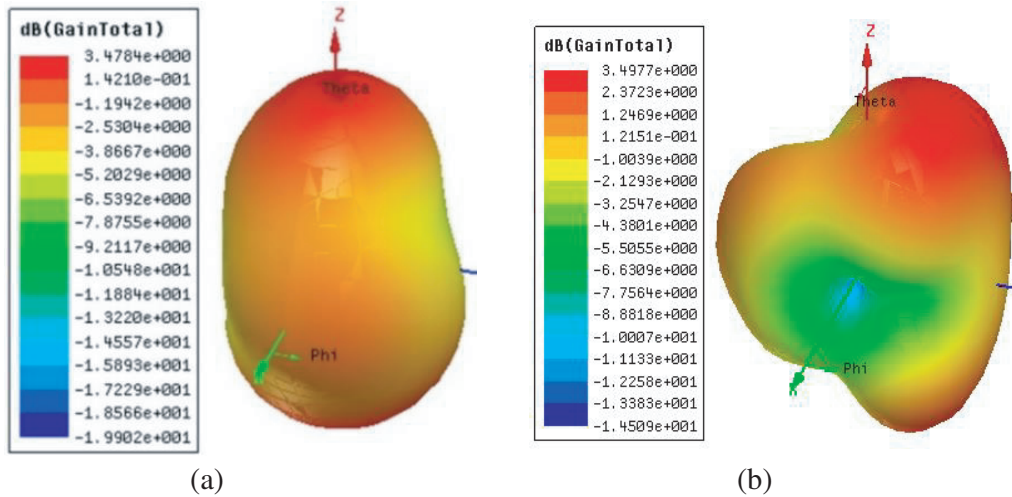 dB(GainTotal)
3.4784e+000
1.4210e-001
-1.1942e+000
-2.5304e+000
-3.8667e+000
-5.2029e+000
-6.5392e+000
-7.8755e+000
-9.2117e+000
-1.0548e+001
-1.1884e+001
-1.3220e+001
-1.4557e+001
-1.5893e+001
-1.7229e+001
-1.8566e+001
-1.9902e+001
Z
Theta
Phi
(a)
dB(GainTotal)
3.4977e+000
2.3723e+000
1.2469e+000
1.2151e-001
-1.0039e+000
-2.1293e+000
-3.2547e+000
-4.3801e+000
-5.5055e+000
-6.6309e+000
-7.7564e+000
-8.8818e+000
-1.0007e+001
-1.1133e+001
-1.2258e+001
-1.3383e+001
-1.4509e+001
Z
Theta
Phi
(b)